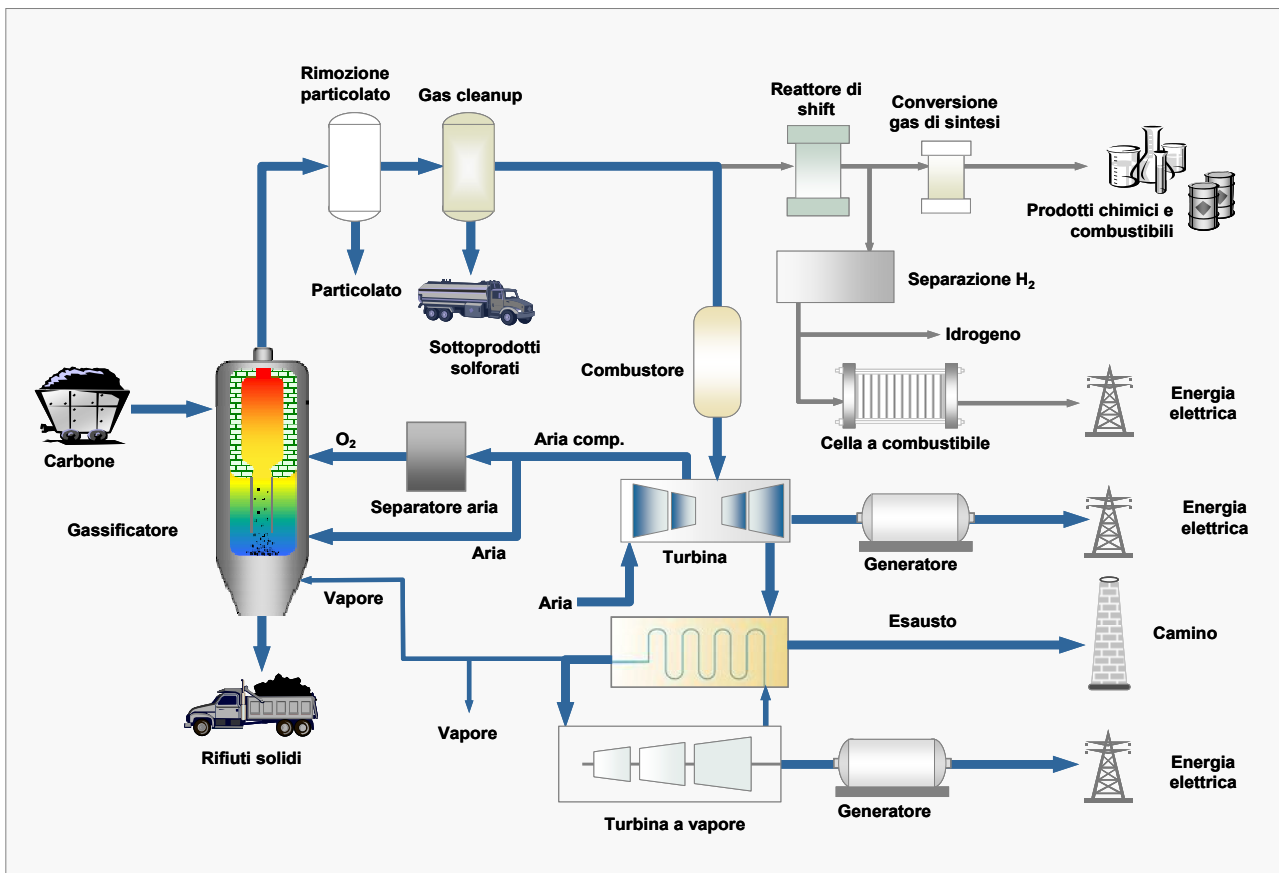 Rimozione
particolato
Gas cleanup
Reattore di
shift
Conversione
gas di sintesi
Prodotti chimici e
combustibili
Particolato
Sottoprodotti
solforati
Separazione H₂
Idrogeno
Combustore
Cella a combustibile
Energia
elettrica
Carbone
O₂
Aria comp.
Separatore aria
Gassificatore
Aria
Turbina
Generatore
Energia
elettrica
Vapore
Aria
Esausto
Camino
Vapore
Rifiuti solidi
Turbina a vapore
Generatore
Energia
elettrica